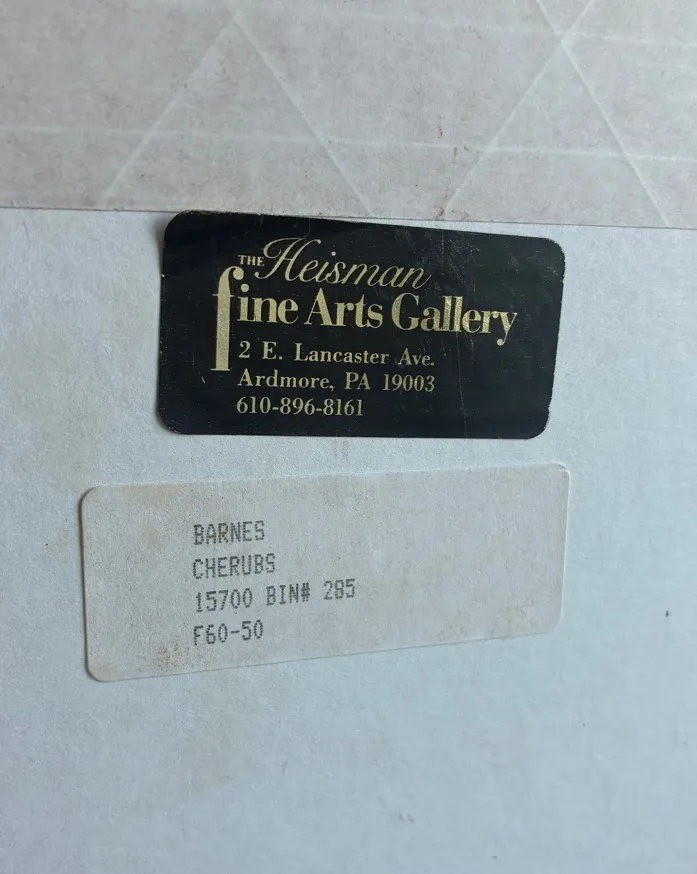 THE Heisman
fine Arts Gallery
2 E. Lancaster Ave.
Ardmore, PA 19003
610-896-8161
BARNES
CHERUBS
15700 BIN# 285
F60-50